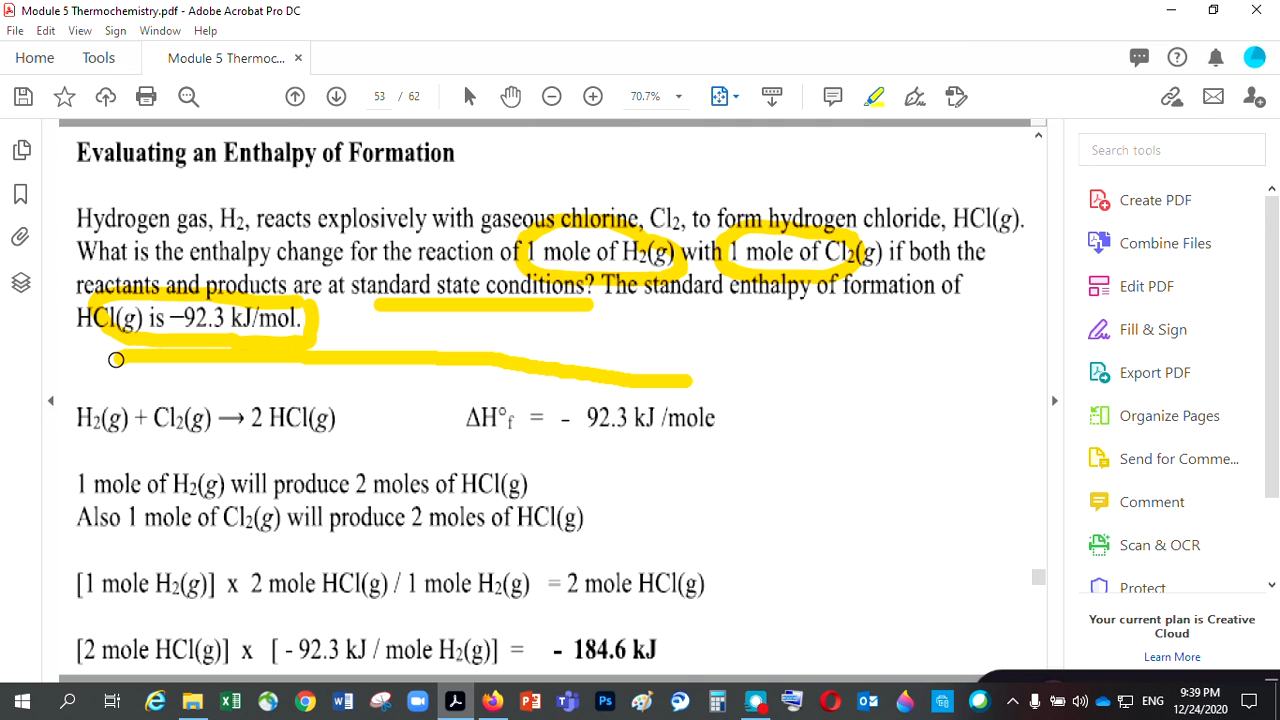 Module 5 Thermochemistry.pdf - Adobe Acrobat Pro DC
File Edit View Sign Window Help
Home Tools Module 5 Thermoc... ×
53 / 62 70.7%
Evaluating an Enthalpy of Formation
Hydrogen gas, H₂, reacts explosively with gaseous chlorine, Cl₂, to form hydrogen chloride, HCl(g).
What is the enthalpy change for the reaction of 1 mole of H₂(g) with 1 mole of Cl₂(g) if both the
reactants and products are at standard state conditions? The standard enthalpy of formation of
HCl(g) is −92.3 kJ/mol.
H₂(g) + Cl₂(g) → 2 HCl(g) ΔH°f = - 92.3 kJ /mole
1 mole of H₂(g) will produce 2 moles of HCl(g)
Also 1 mole of Cl₂(g) will produce 2 moles of HCl(g)
[1 mole H₂(g)] x 2 mole HCl(g) / 1 mole H₂(g) = 2 mole HCl(g)
[2 mole HCl(g)] x [ - 92.3 kJ / mole H₂(g)] = - 184.6 kJ
Search tools
Create PDF
Combine Files
Edit PDF
Fill & Sign
Export PDF
Organize Pages
Send for Comme...
Comment
Scan & OCR
Protect
Your current plan is Creative
Cloud
Learn More
ENG
9:39 PM
12/24/2020